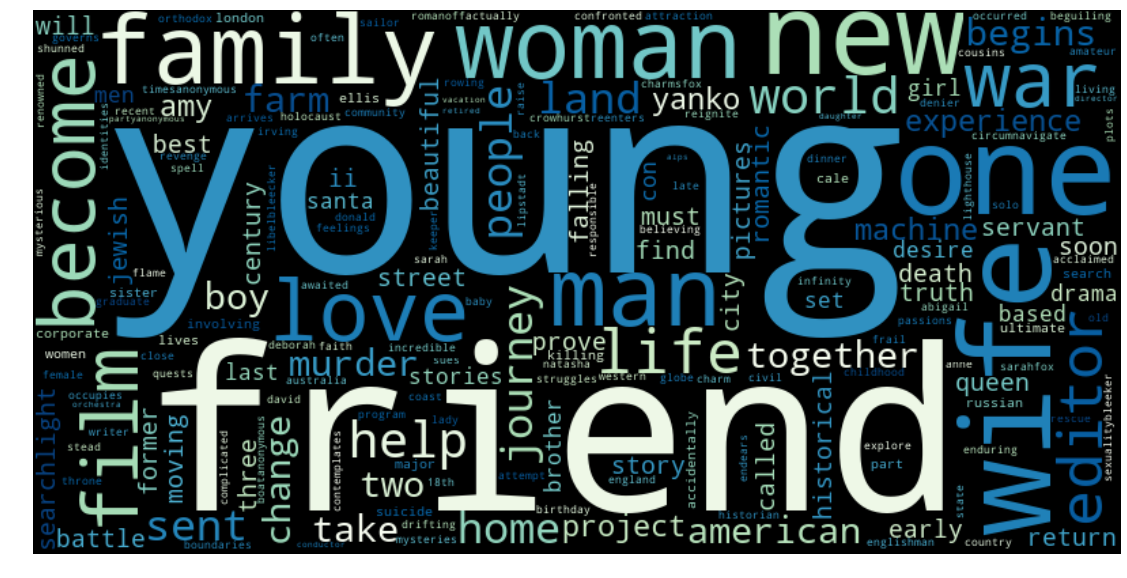 will
shunned
family
orthodox
london
sailor
often
romanoffactually
governs
confronted
attraction
beguiling
woman
new
occurred
begins
cousins
amateur
renowned
become
men
timesanonymous
recent
partyanonymous
amy
farm
arrives
ellis
holocaust
community
beautiful
rowing
vacation
retired
people
raise
crowhurst
land
reenters
back
yanko
charmsfox
reignite
world
daughter
girl
denier
war
experience
living
director
circumnavigate
plots
identities
revenge
spell
best
irving
young
one
mysterious
jewish
century
ii
santa
donald
feelings
libelbleecker
keeper
lipstadt
falling
responsible
con
must
believing
find
alps
late
pictures
romantic
dinner
cale
machine
desire
lighthouse
solo
servant
soon
acclaimed
search
flame
sister
graduate
boy
street
sarah
awaited
love
baby
journey
man
city
infinity
set
death
truth
abigail
passions
based
drama
ultimate
old
wife
corporate
women
female
film
close
quests
lives
involving
deborah
faith
incredible
murder
sues
stories
last
australia
prove
killing
natasha
struggles
western
life
globe
charm
together
civil
childhood
frail
anne
sarahfox
queen
russian
editor
rescue
sexualitybleeker
searchlight
occupies
orchestra
writer
stead
throne
former
moving
complicated
three
change
david
boatanonymous
program
contemplates
friend
help
lady
coast
major
two
18th
attempt
brother
story
england
endears
accidentally
called
explore
part
historical
enduring
state
battle
sent
boundaries
conductor
take
suicide
drifting
mysteries
home
birthday
project
historian
american
early
englishman
country
return